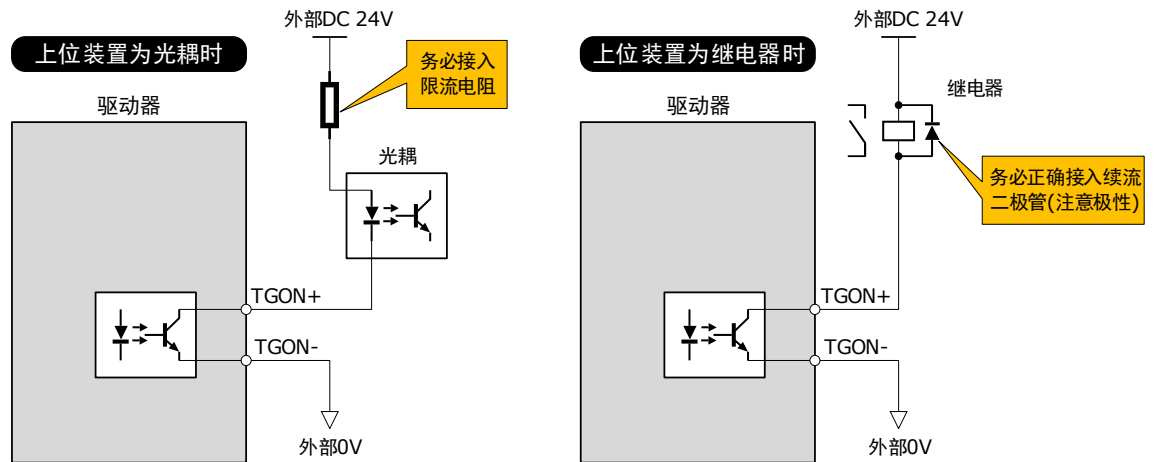 外部DC 24V
上位装置为光耦时
务必接入
限流电阻
驱动器
光耦
TGON+
TGON-
外部0V
外部DC 24V
上位装置为继电器时
继电器
驱动器
务必正确接入续流
二极管(注意极性)
TGON+
TGON-
外部0V